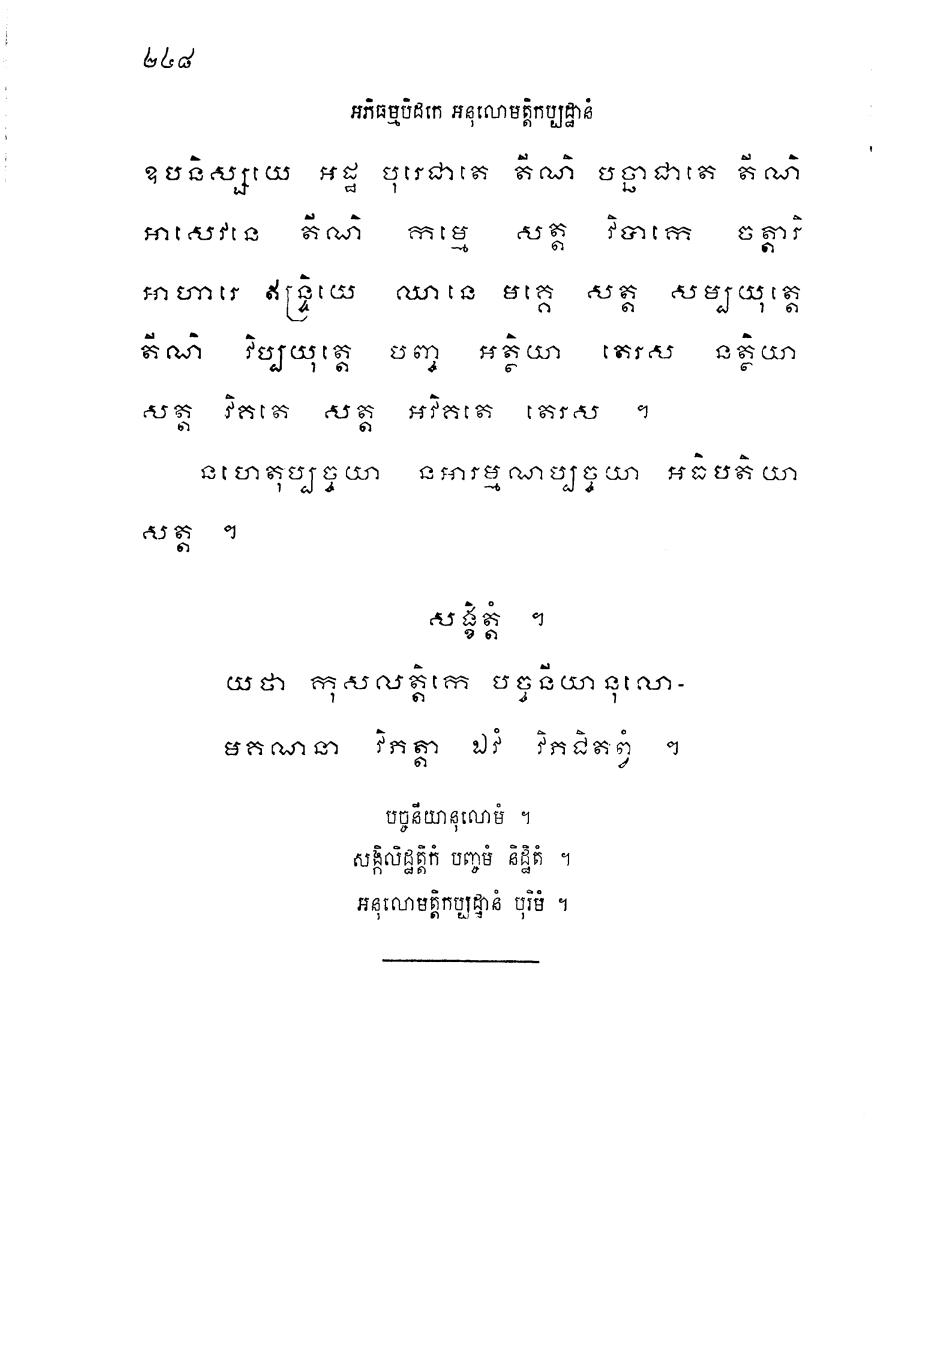 ២៤៨
អភិធម្មបិដកេ អនុលោមត្តិកប្បដ្ឋានំ
ឧបនិស្សយេ អដ្ឋ បុរេជាតេ តីណិ បច្ឆាជាតេ តីណិ
អាសេវនេ តីណិ កម្មេ សត្ត វិបាកេ ចត្តារិ
អាហារេ ឥន្ទ្រិយេ ឈានេ មគ្គេ សត្ត សម្បយុត្តេ
តីណិ វិប្បយុត្តេ បញ្ច អត្ថិយា តេរស នត្ថិយា
សត្ត វិគតេ សត្ត អវិគតេ តេរស ។
នហេតុប្បច្ចយា នអារម្មណប្បច្ចយា អធិបតិយា
សត្ត ។
សង្ខិត្តំ ។
យថា កុសលត្តិកេ បច្ចនីយានុលោ-
មគណនា វិភត្តា ឯវំ វិភជិតព្វំ ។
បច្ចនីយានុលោមំ ។
សង្កិលិដ្ឋត្តិកំ បញ្ចមំ និដ្ឋិតំ ។
អនុលោមត្តិកប្បដ្ឋានំ បុរិមំ ។